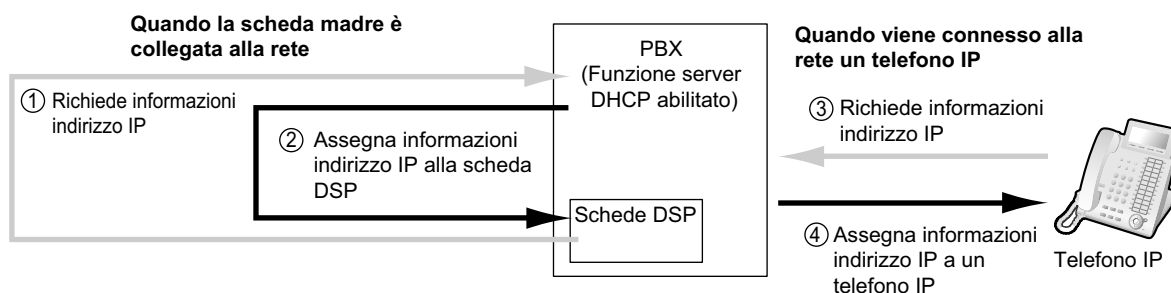 Quando la scheda madre è
collegata alla rete
① Richiede informazioni
indirizzo IP
② Assegna informazioni
indirizzo IP alla scheda
DSP
PBX
(Funzione server
DHCP abilitato)
Schede DSP
Quando viene connesso alla
rete un telefono IP
③ Richiede informazioni
indirizzo IP
④ Assegna informazioni
indirizzo IP a un
telefono IP
Telefono IP